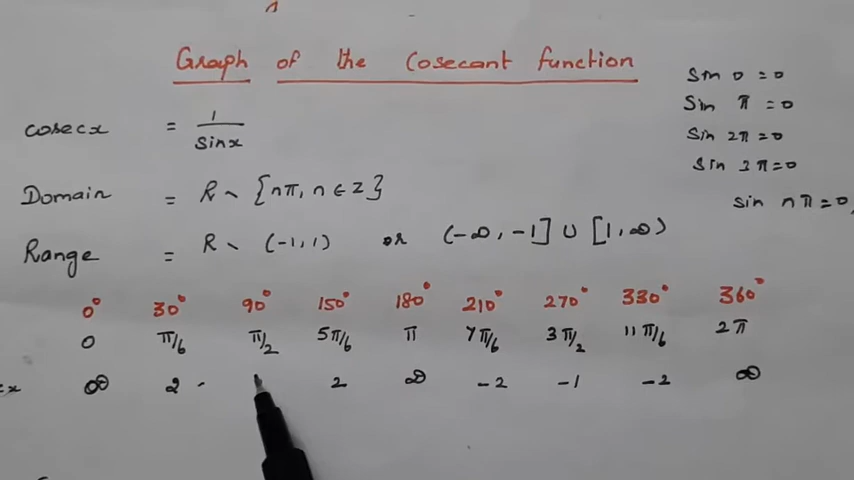 Graph of the Cosecant function
Sin 0 = 0
Sin π = 0
Sin 2π = 0
Sin 3π = 0
Sin nπ = 0,
cosecx = 1/sinx
Domain = R ∖ {nπ, n ∈ Z}
Range = R ∖ (-1, 1) or (-∞, -1] ∪ [1, ∞)
0° 30° 90° 150° 180° 210° 270° 330° 360°
0 π/6 π/2 5π/6 π 7π/6 3π/2 11π/6 2π
∞ 2 2 ∞ -2 -1 -2 ∞